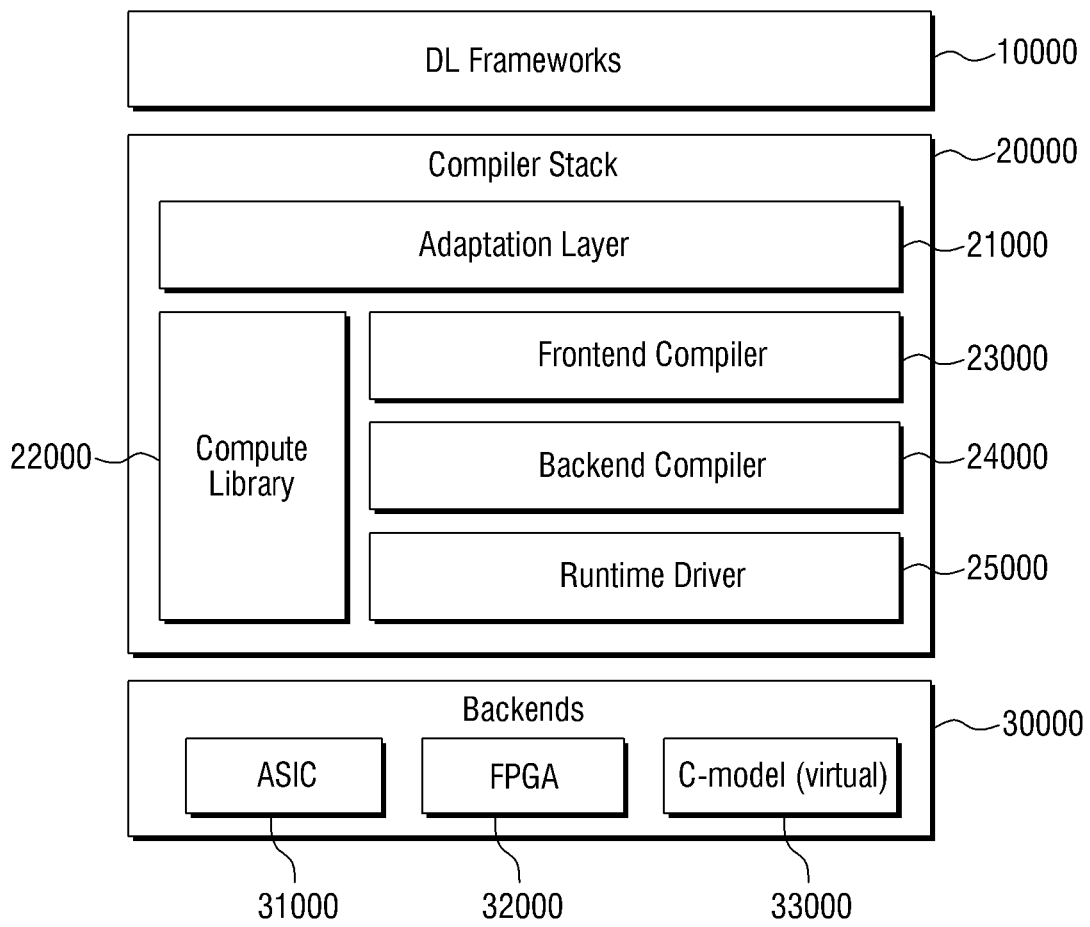 DL Frameworks
10000
Compiler Stack
20000
Adaptation Layer
21000
Frontend Compiler
23000
22000
Compute
Library
Backend Compiler
24000
Runtime Driver
25000
Backends
30000
ASIC
FPGA
C-model (virtual)
31000
32000
33000